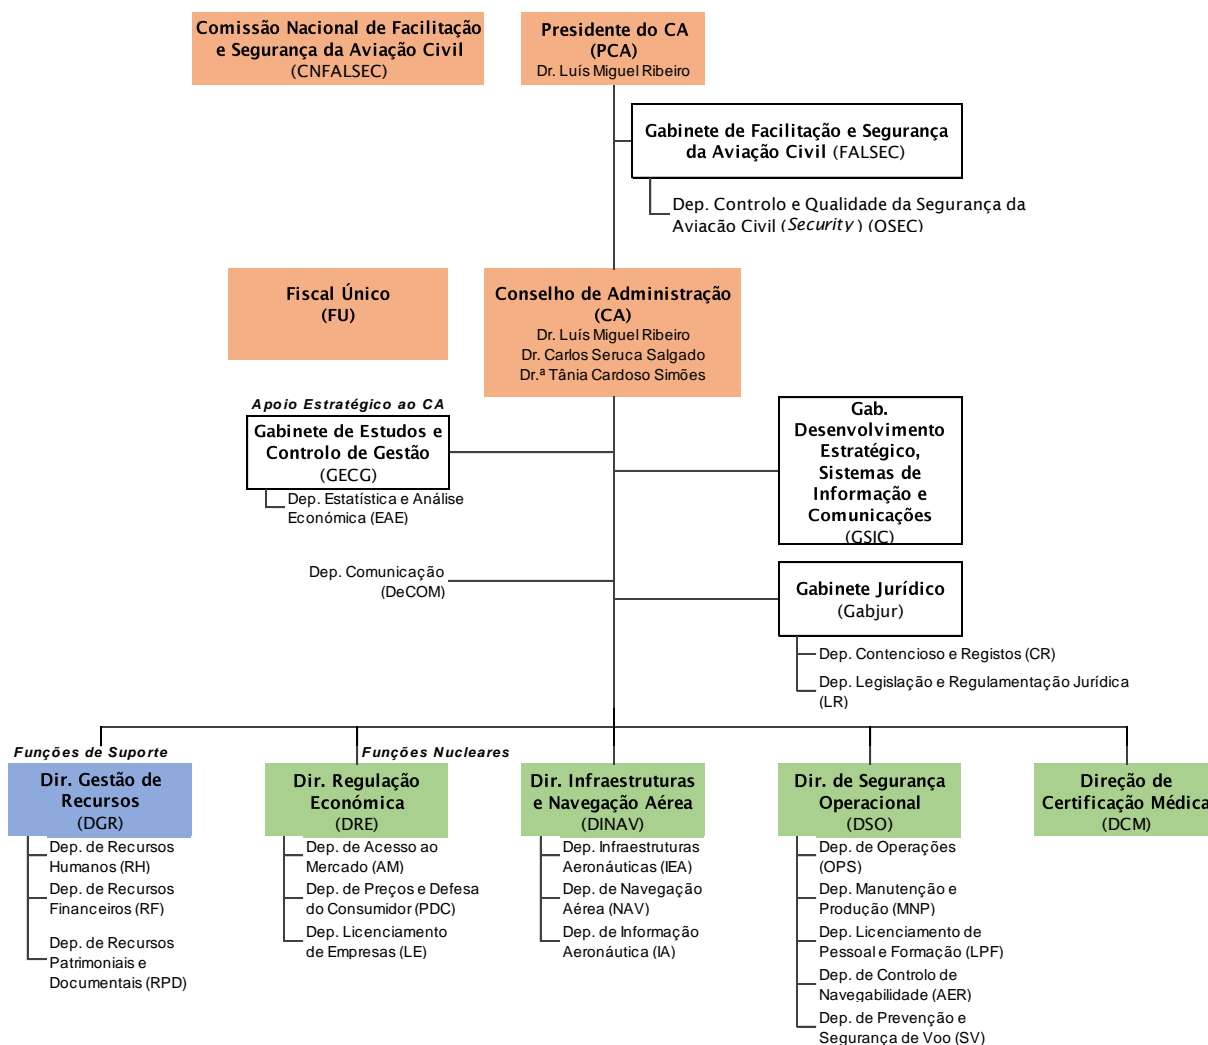 Comissão Nacional de Facilitação
e Segurança da Aviação Civil
(CNFALSEC)
Presidente do CA
(PCA)
Dr. Luís Miguel Ribeiro
Gabinete de Facilitação e Segurança
da Aviação Civil (FALSEC)
Dep. Controlo e Qualidade da Segurança da
Aviação Civil (Security) (OSEC)
Fiscal Único
(FU)
Conselho de Administração
(CA)
Dr. Luís Miguel Ribeiro
Dr. Carlos Seruca Salgado
Dr.ª Tânia Cardoso Simões
Apoio Estratégico ao CA
Gabinete de Estudos e
Controlo de Gestão
(GECG)
Dep. Estatística e Análise
Económica (EAE)
Gab.
Desenvolvimento
Estratégico,
Sistemas de
Informação e
Comunicações
(GSIC)
Dep. Comunicação
(DeCOM)
Gabinete Jurídico
(Gabjur)
Dep. Contencioso e Registos (CR)
Dep. Legislação e Regulamentação Jurídica
(LR)
Funções de Suporte
Funções Nucleares
Dir. Gestão de
Recursos
(DGR)
Dep. de Recursos
Humanos (RH)
Dep. de Recursos
Financeiros (RF)
Dep. de Recursos
Patrimoniais e
Documentais (RPD)
Dir. Regulação
Económica
(DRE)
Dep. de Acesso ao
Mercado (AM)
Dep. de Preços e Defesa
do Consumidor (PDC)
Dep. Licenciamento
de Empresas (LE)
Dir. Infraestruturas
e Navegação Aérea
(DINAV)
Dep. Infraestruturas
Aeronáuticas (IEA)
Dep. de Navegação
Aérea (NAV)
Dep. de Informação
Aeronáutica (IA)
Dir. de Segurança
Operacional
(DSO)
Dep. de Operações
(OPS)
Dep. Manutenção e
Produção (MNP)
Dep. Licenciamento de
Pessoal e Formação (LPF)
Dep. de Controlo de
Navegabilidade (AER)
Dep. de Prevenção e
Segurança de Voo (SV)
Direção de
Certificação Médica
(DCM)